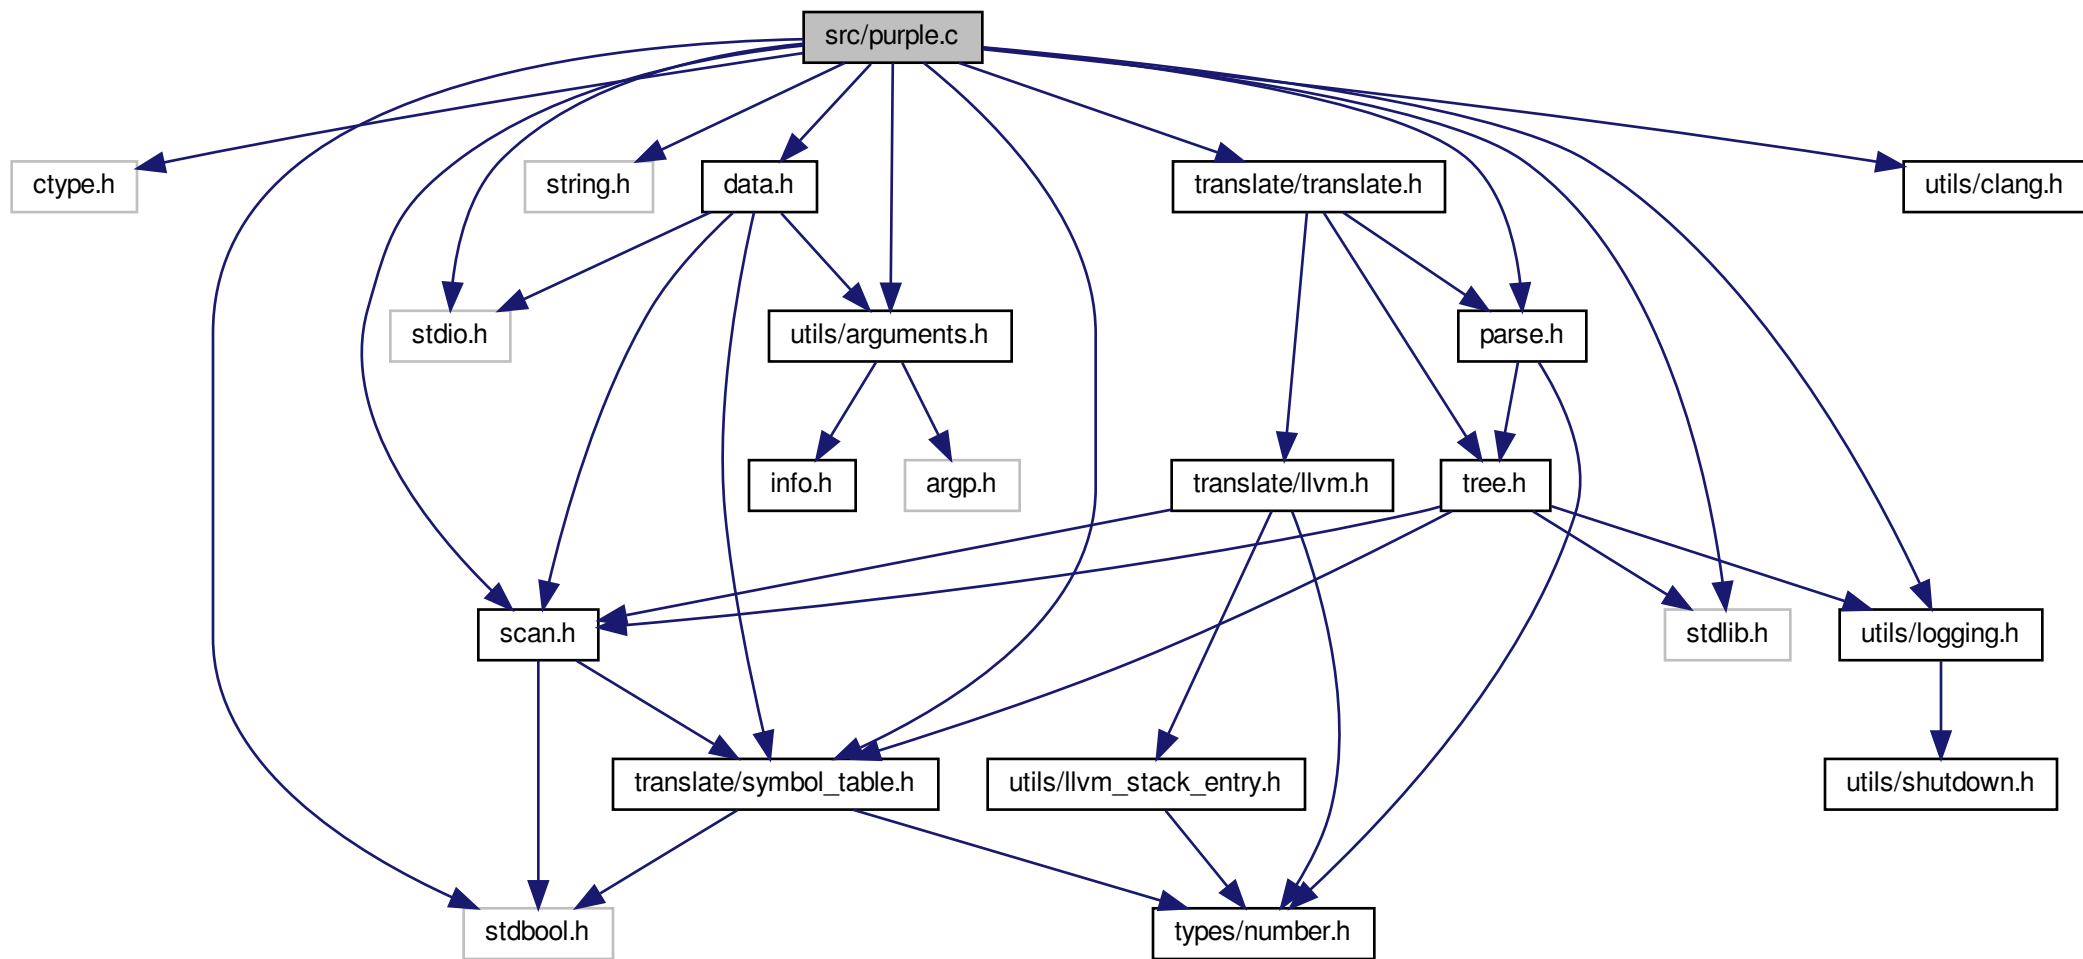 src/purple.c
ctype.h
string.h
data.h
translate/translate.h
utils/clang.h
stdio.h
utils/arguments.h
parse.h
info.h
argp.h
translate/llvm.h
tree.h
scan.h
stdlib.h
utils/logging.h
translate/symbol_table.h
utils/llvm_stack_entry.h
utils/shutdown.h
stdbool.h
types/number.h